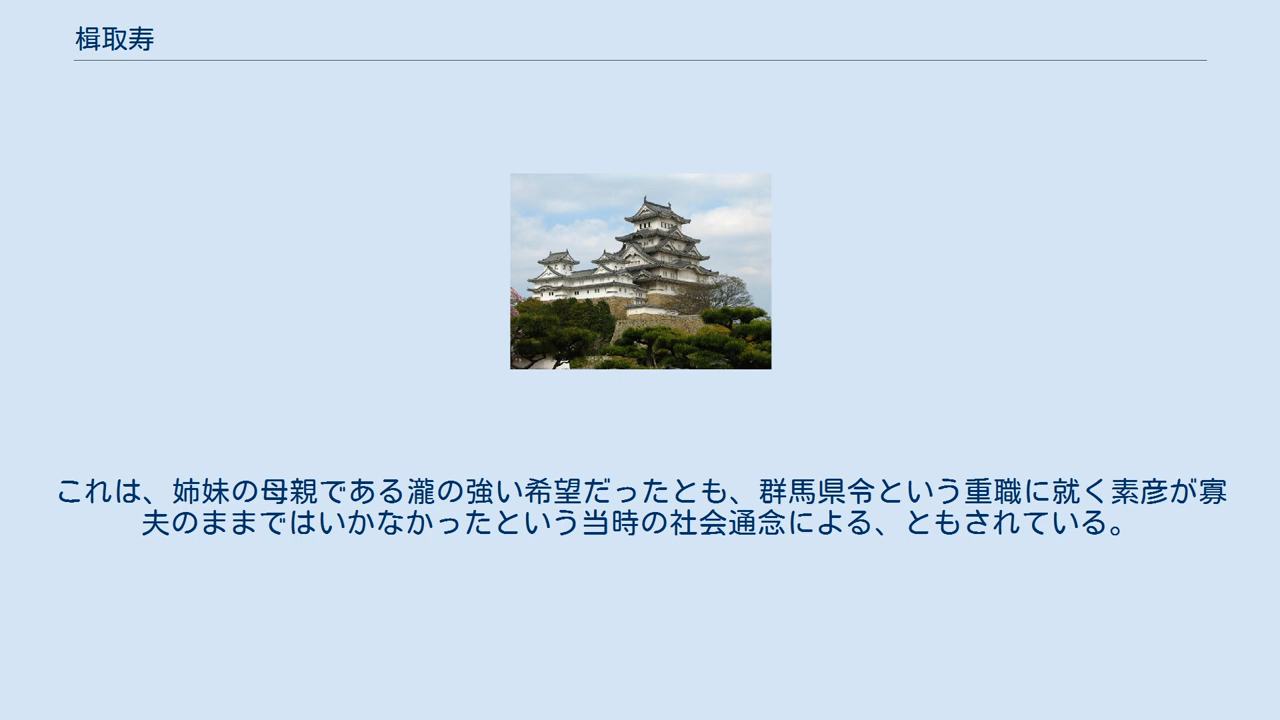 楫取寿
これは、姉妹の母親である瀧の強い希望だったとも、群馬県令という重職に就く素彦が寡
夫のままではいかなかったという当時の社会通念による、ともされている。